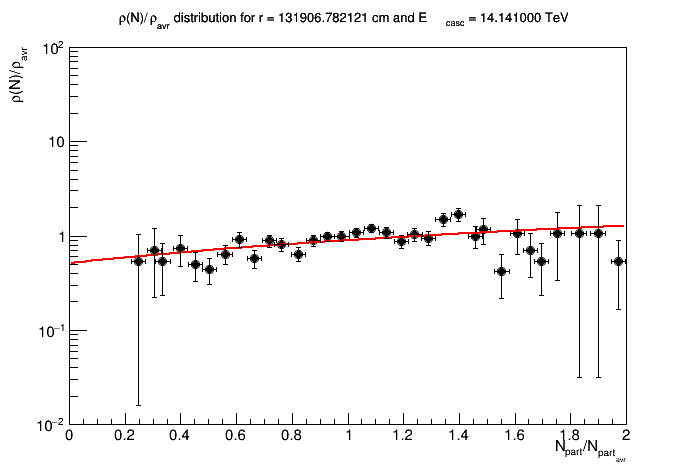 ρ(N)/ρavr distribution for r = 131906.782121 cm and E casc = 14.141000 TeV
ρ(N)/ρavr
10²
10
1
10⁻¹
10⁻²
0 0.2 0.4 0.6 0.8 1 1.2 1.4 1.6 1.8 2
Npart/Npartavr